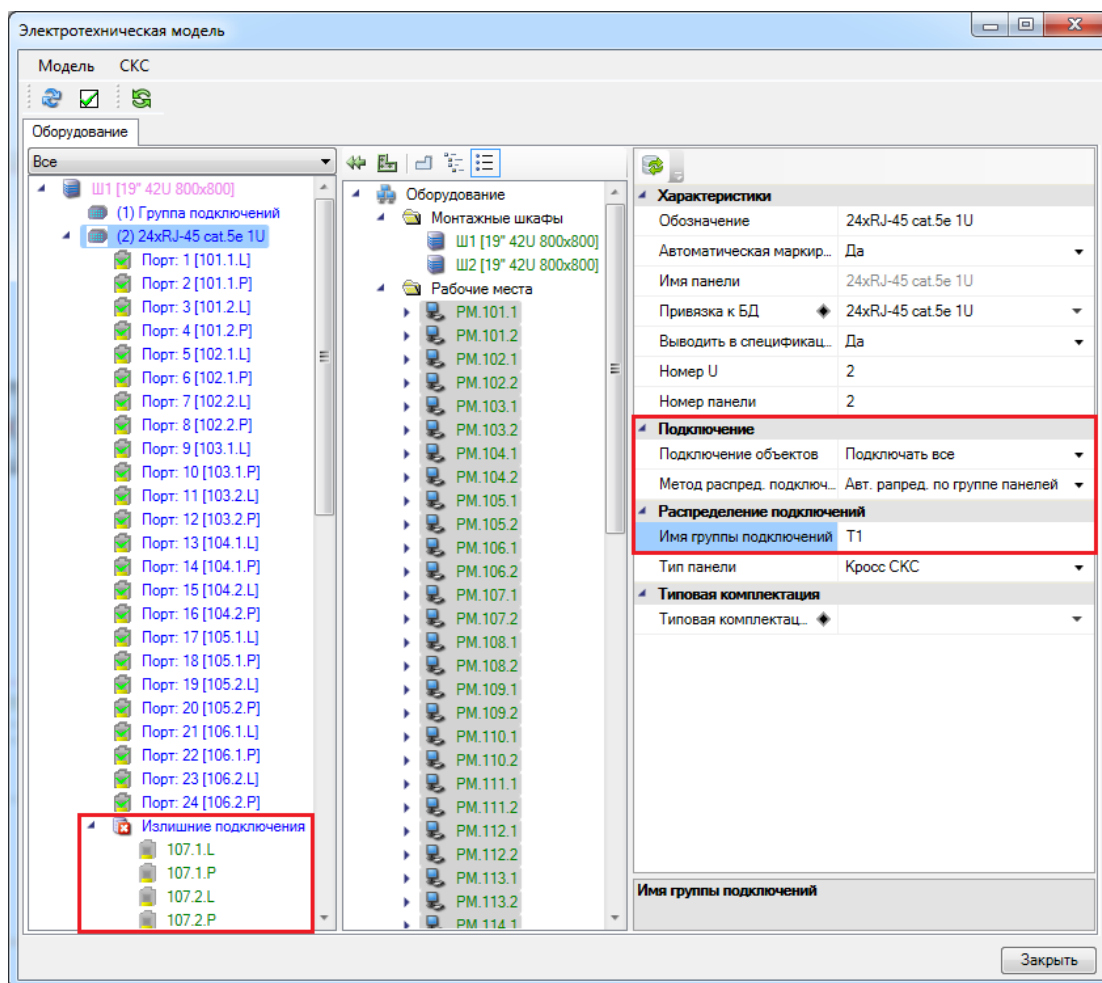 Электротехническая модель
Модель СКС
Оборудование
Все
Ш1 [19" 42U 800x800]
(1) Группа подключений
(2) 24xRJ-45 cat.5e 1U
Порт: 1 [101.1.L]
Порт: 2 [101.1.P]
Порт: 3 [101.2.L]
Порт: 4 [101.2.P]
Порт: 5 [102.1.L]
Порт: 6 [102.1.P]
Порт: 7 [102.2.L]
Порт: 8 [102.2.P]
Порт: 9 [103.1.L]
Порт: 10 [103.1.P]
Порт: 11 [103.2.L]
Порт: 12 [103.2.P]
Порт: 13 [104.1.L]
Порт: 14 [104.1.P]
Порт: 15 [104.2.L]
Порт: 16 [104.2.P]
Порт: 17 [105.1.L]
Порт: 18 [105.1.P]
Порт: 19 [105.2.L]
Порт: 20 [105.2.P]
Порт: 21 [106.1.L]
Порт: 22 [106.1.P]
Порт: 23 [106.2.L]
Порт: 24 [106.2.P]
Излишние подключения
107.1.L
107.1.P
107.2.L
107.2.P
Оборудование
Монтажные шкафы
Ш1 [19" 42U 800x800]
Ш2 [19" 42U 800x800]
Рабочие места
РМ.101.1
РМ.101.2
РМ.102.1
РМ.102.2
РМ.103.1
РМ.103.2
РМ.104.1
РМ.104.2
РМ.105.1
РМ.105.2
РМ.106.1
РМ.106.2
РМ.107.1
РМ.107.2
РМ.108.1
РМ.108.2
РМ.109.1
РМ.109.2
РМ.110.1
РМ.110.2
РМ.111.1
РМ.111.2
РМ.112.1
РМ.112.2
РМ.113.1
РМ.113.2
РМ.114.1
Характеристики
Обозначение 24xRJ-45 cat.5e 1U
Автоматическая маркир... Да
Имя панели 24xRJ-45 cat.5e 1U
Привязка к БД 24xRJ-45 cat.5e 1U
Выводить в спецификац... Да
Номер U 2
Номер панели 2
Подключение
Подключение объектов Подключать все
Метод распред. подключ... Авт. рапред. по группе панелей
Распределение подключений
Имя группы подключений Т1
Тип панели Кросс СКС
Типовая комплектация
Типовая комплектац...
Имя группы подключений
Закрыть